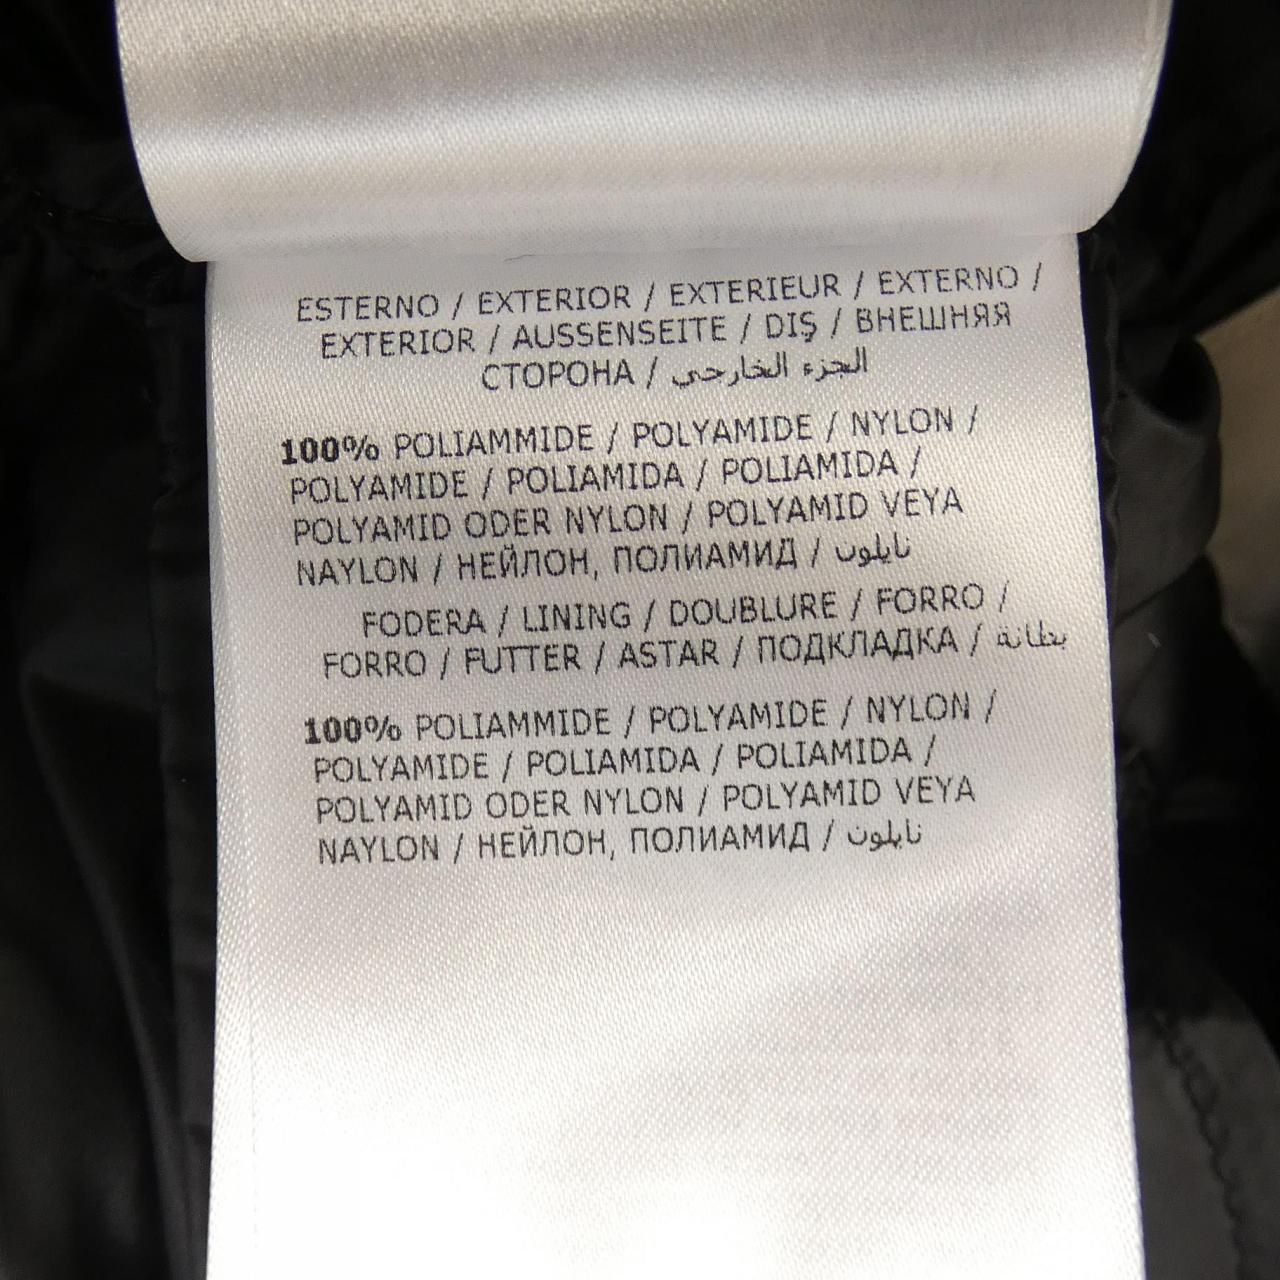 ESTERNO / EXTERIOR / EXTERIEUR / EXTERNO /
EXTERIOR / AUSSENSEITE / DIŞ / ВНЕШНЯЯ
СТОРОНА / الجزء الخارجي
100% POLIAMMIDE / POLYAMIDE / NYLON /
POLYAMIDE / POLIAMIDA / POLIAMIDA /
POLYAMID ODER NYLON / POLYAMID VEYA
NAYLON / НЕЙЛОН, ПОЛИАМИД / نايلون
FODERA / LINING / DOUBLURE / FORRO /
FORRO / FUTTER / ASTAR / ПОДКЛАДКА / بطانة
100% POLIAMMIDE / POLYAMIDE / NYLON /
POLYAMIDE / POLIAMIDA / POLIAMIDA /
POLYAMID ODER NYLON / POLYAMID VEYA
NAYLON / НЕЙЛОН, ПОЛИАМИД / نايلون